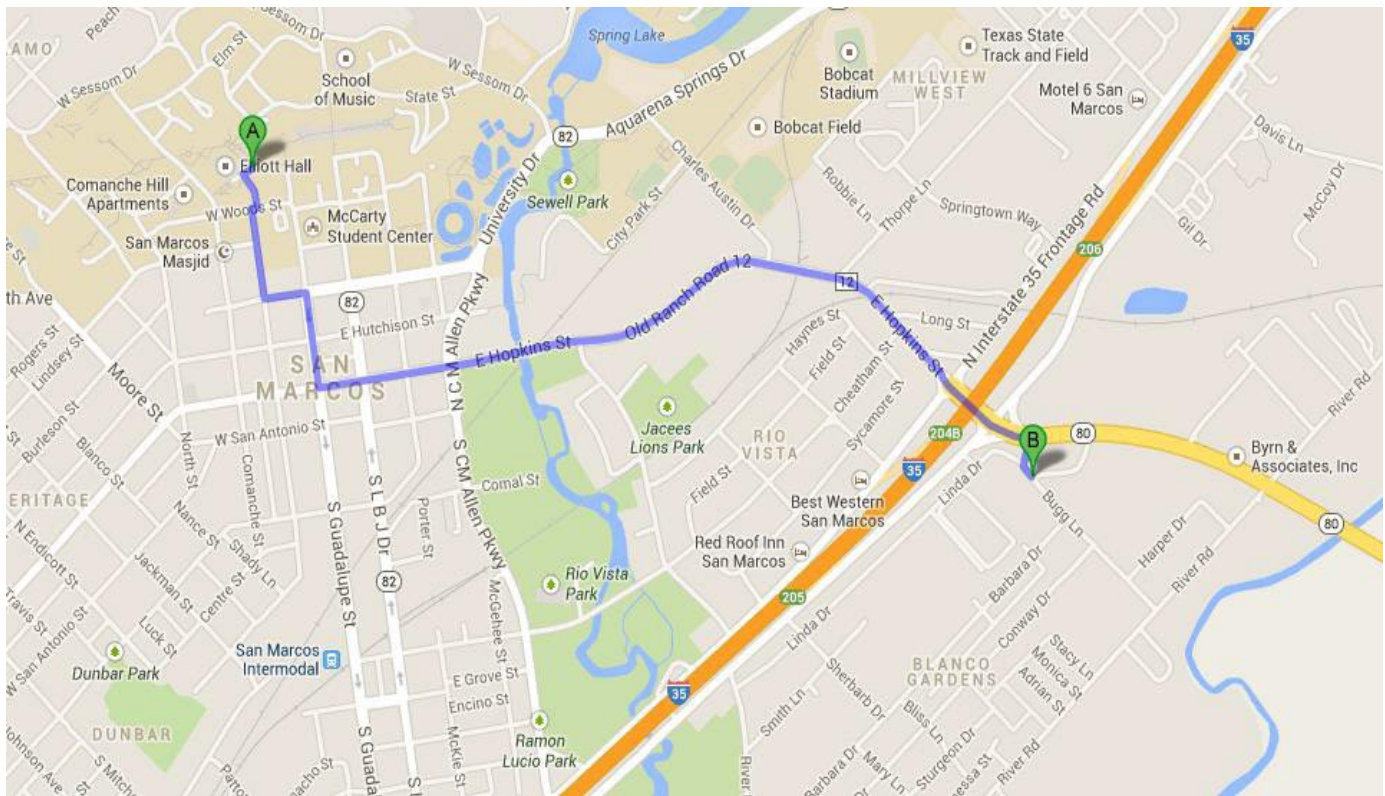 Peach
W Sessom Dr
Spring Lake
ALAMO
Elm St
W Sessom Dr
School
of Music
State St
W Sessom Dr
Aquarena Springs Dr
82
Bobcat
Stadium
MILLVIEW
WEST
Texas State
Track and Field
35
Motel 6 San
Marcos
Bobcat Field
Davis Ln
McCoy Dr
A
Elliott Hall
Comanche Hill
Apartments
W Woods St
McCarty
Student Center
San Marcos
Masjid
University Dr
Sewell Park
City Park St
Charles Austin Dr
Robbie Ln
Thorpe Ln
Springtown Way
Gil Dr
206
N Interstate 35 Frontage Rd
th Ave
82
E Hutchison St
N C M Allen Pkwy
E Hopkins St
Old Ranch Road 12
12
E Hopkins St
Long St
Haynes St
Field St
Cheatham St
Sycamore St
Rogers St
Lindsey St
Moore St
SAN
MARCOS
Burleson St
Blanco St
North St
W San Antonio St
Jacees
Lions Park
RIO
VISTA
204B
35
B
80
River Rd
Byrn &
Associates, Inc
80
ERITAGE
Comanche St
Nance St
Shady Ln
S Guadalupe St
S L B J Dr
Porter St
Comal St
S CM Allen Pkwy
Field St
Best Western
San Marcos
Red Roof Inn
San Marcos
Linda Dr
Bugg Ln
Barbara Dr
Harper Dr
River Rd
Conway Dr
N Endicott St
Travis St
W San Antonio St
Jackman St
Centre St
Luck St
82
Rio Vista
Park
McGehee St
205
Linda Dr
Dunbar Park
San Marcos
Intermodal
DUNBAR
E Grove St
Encino St
35
Ramon
Lucio Park
Smith Ln
Sherbarb Dr
BLANCO
GARDENS
Stacy Ln
Monica St
Adrian St
Bliss Ln
Sturgeon Dr
River Rd
Barbara Dr
Mary Ln
Johnson Ave
S Mitche
S Guada
McKie St